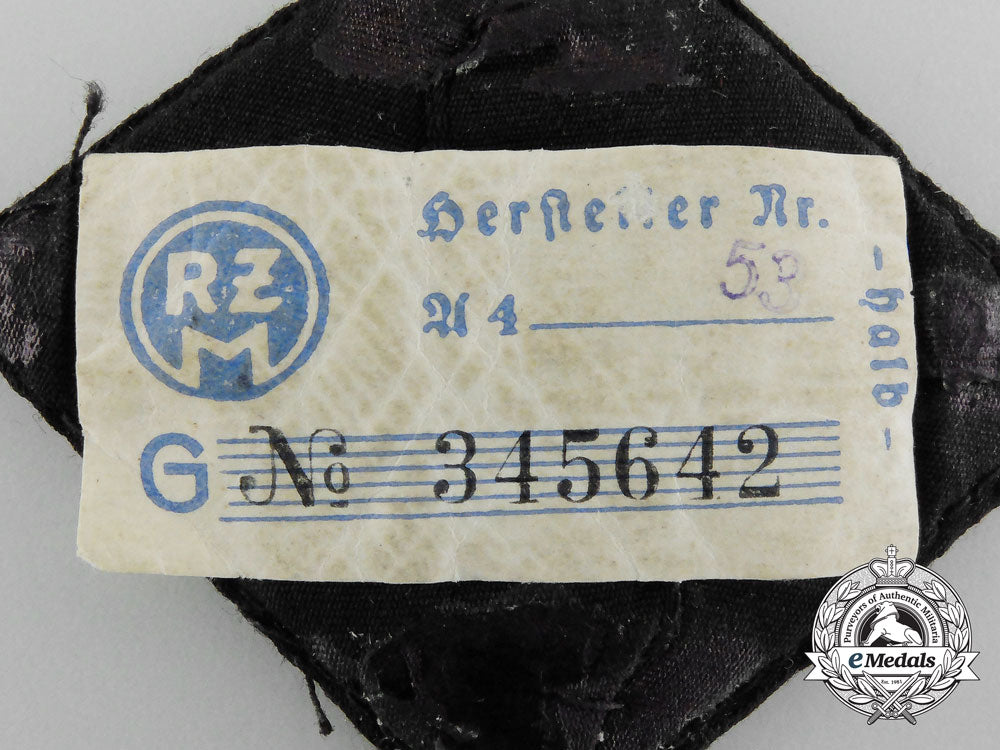 RZM
Hersteller Nr.
53
A 4
-halb-
G № 345642
Purveyors of Authentic Militaria
eMedals
Est. 1981